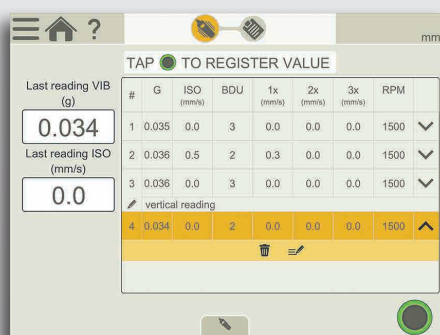 ?
mm
TAP TO REGISTER VALUE
Last reading VIB
(g)
0.034
Last reading ISO
(mm/s)
0.0
# G ISO (mm/s) BDU 1x (mm/s) 2x (mm/s) 3x (mm/s) RPM
1 0.035 0.0 3 0.0 0.0 0.0 1500
2 0.036 0.5 2 0.3 0.0 0.0 1500
3 0.036 0.0 3 0.0 0.0 0.0 1500
vertical reading
4 0.034 0.0 2 0.0 0.0 0.0 1500